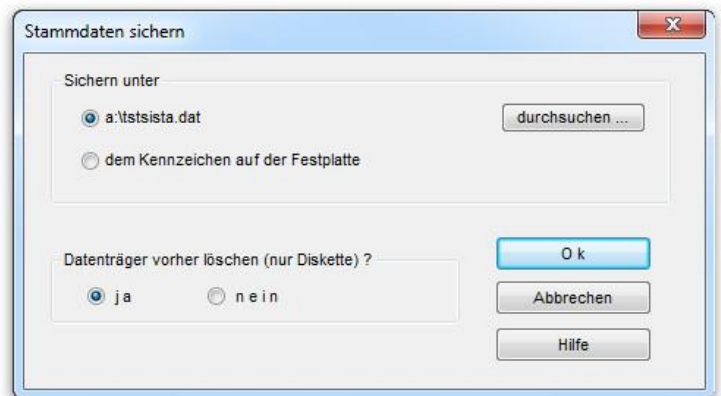 Stammdaten sichern
Sichern unter
a:\tstsista.dat
durchsuchen ...
dem Kennzeichen auf der Festplatte
Datenträger vorher löschen (nur Diskette) ?
j a
n e i n
O k
Abbrechen
Hilfe